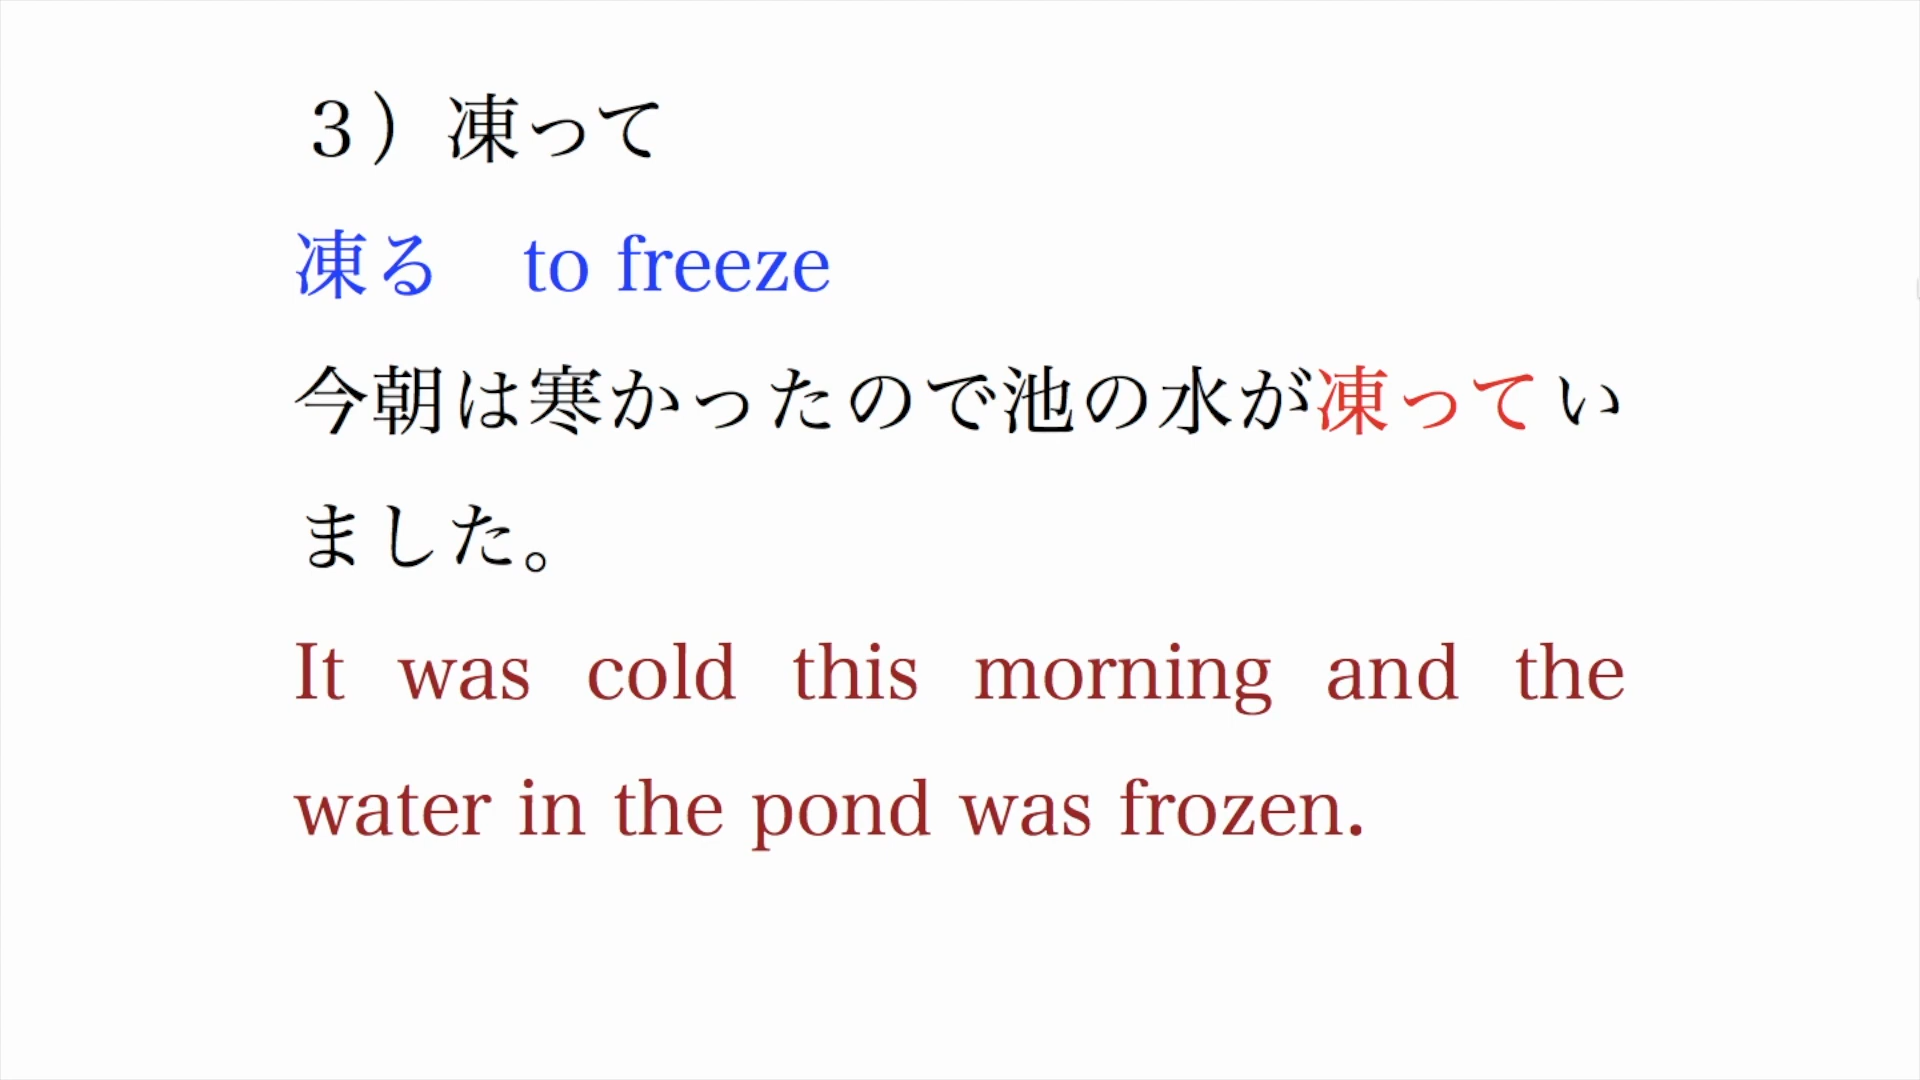 ３）凍って
凍る　to freeze
今朝は寒かったので池の水が凍ってい
ました。
It was cold this morning and the
water in the pond was frozen.